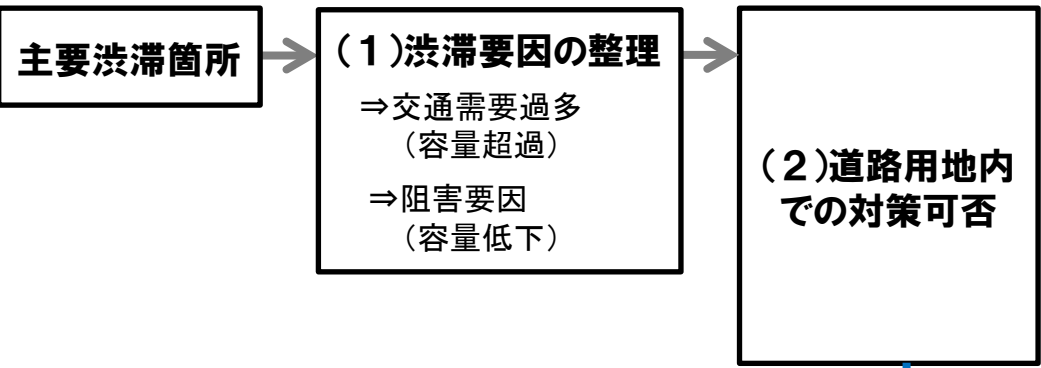 主要渋滞箇所
（１）渋滞要因の整理
⇒交通需要過多
（容量超過）
⇒阻害要因
（容量低下）
（２）道路用地内
での対策可否